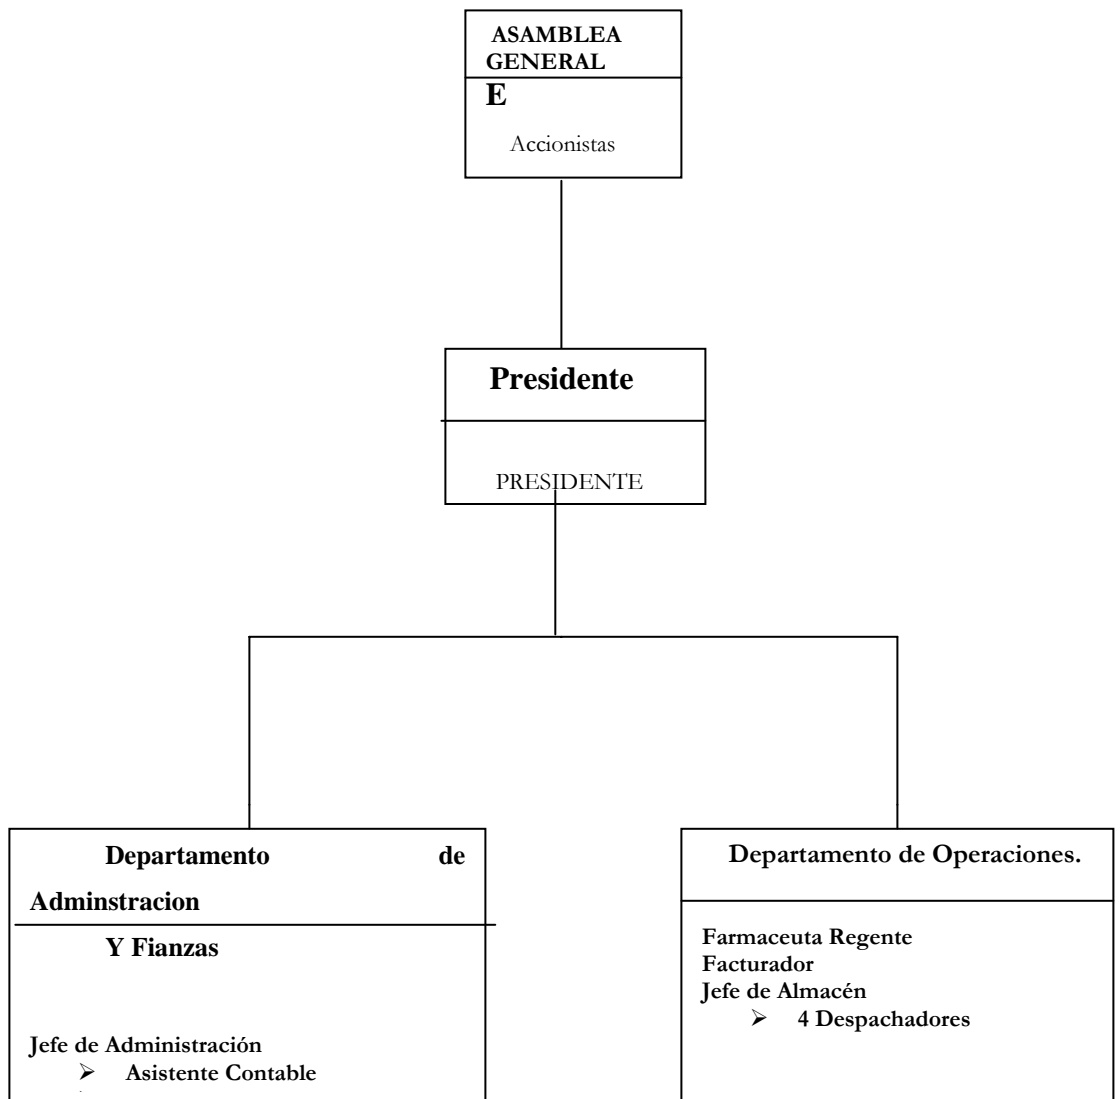 ASAMBLEA
GENERAL
E
Accionistas
Presidente
PRESIDENTE
Departamento de
Adminstracion
Y Fianzas
Jefe de Administración
➢ Asistente Contable
Departamento de Operaciones.
Farmaceuta Regente
Facturador
Jefe de Almacén
➢ 4 Despachadores